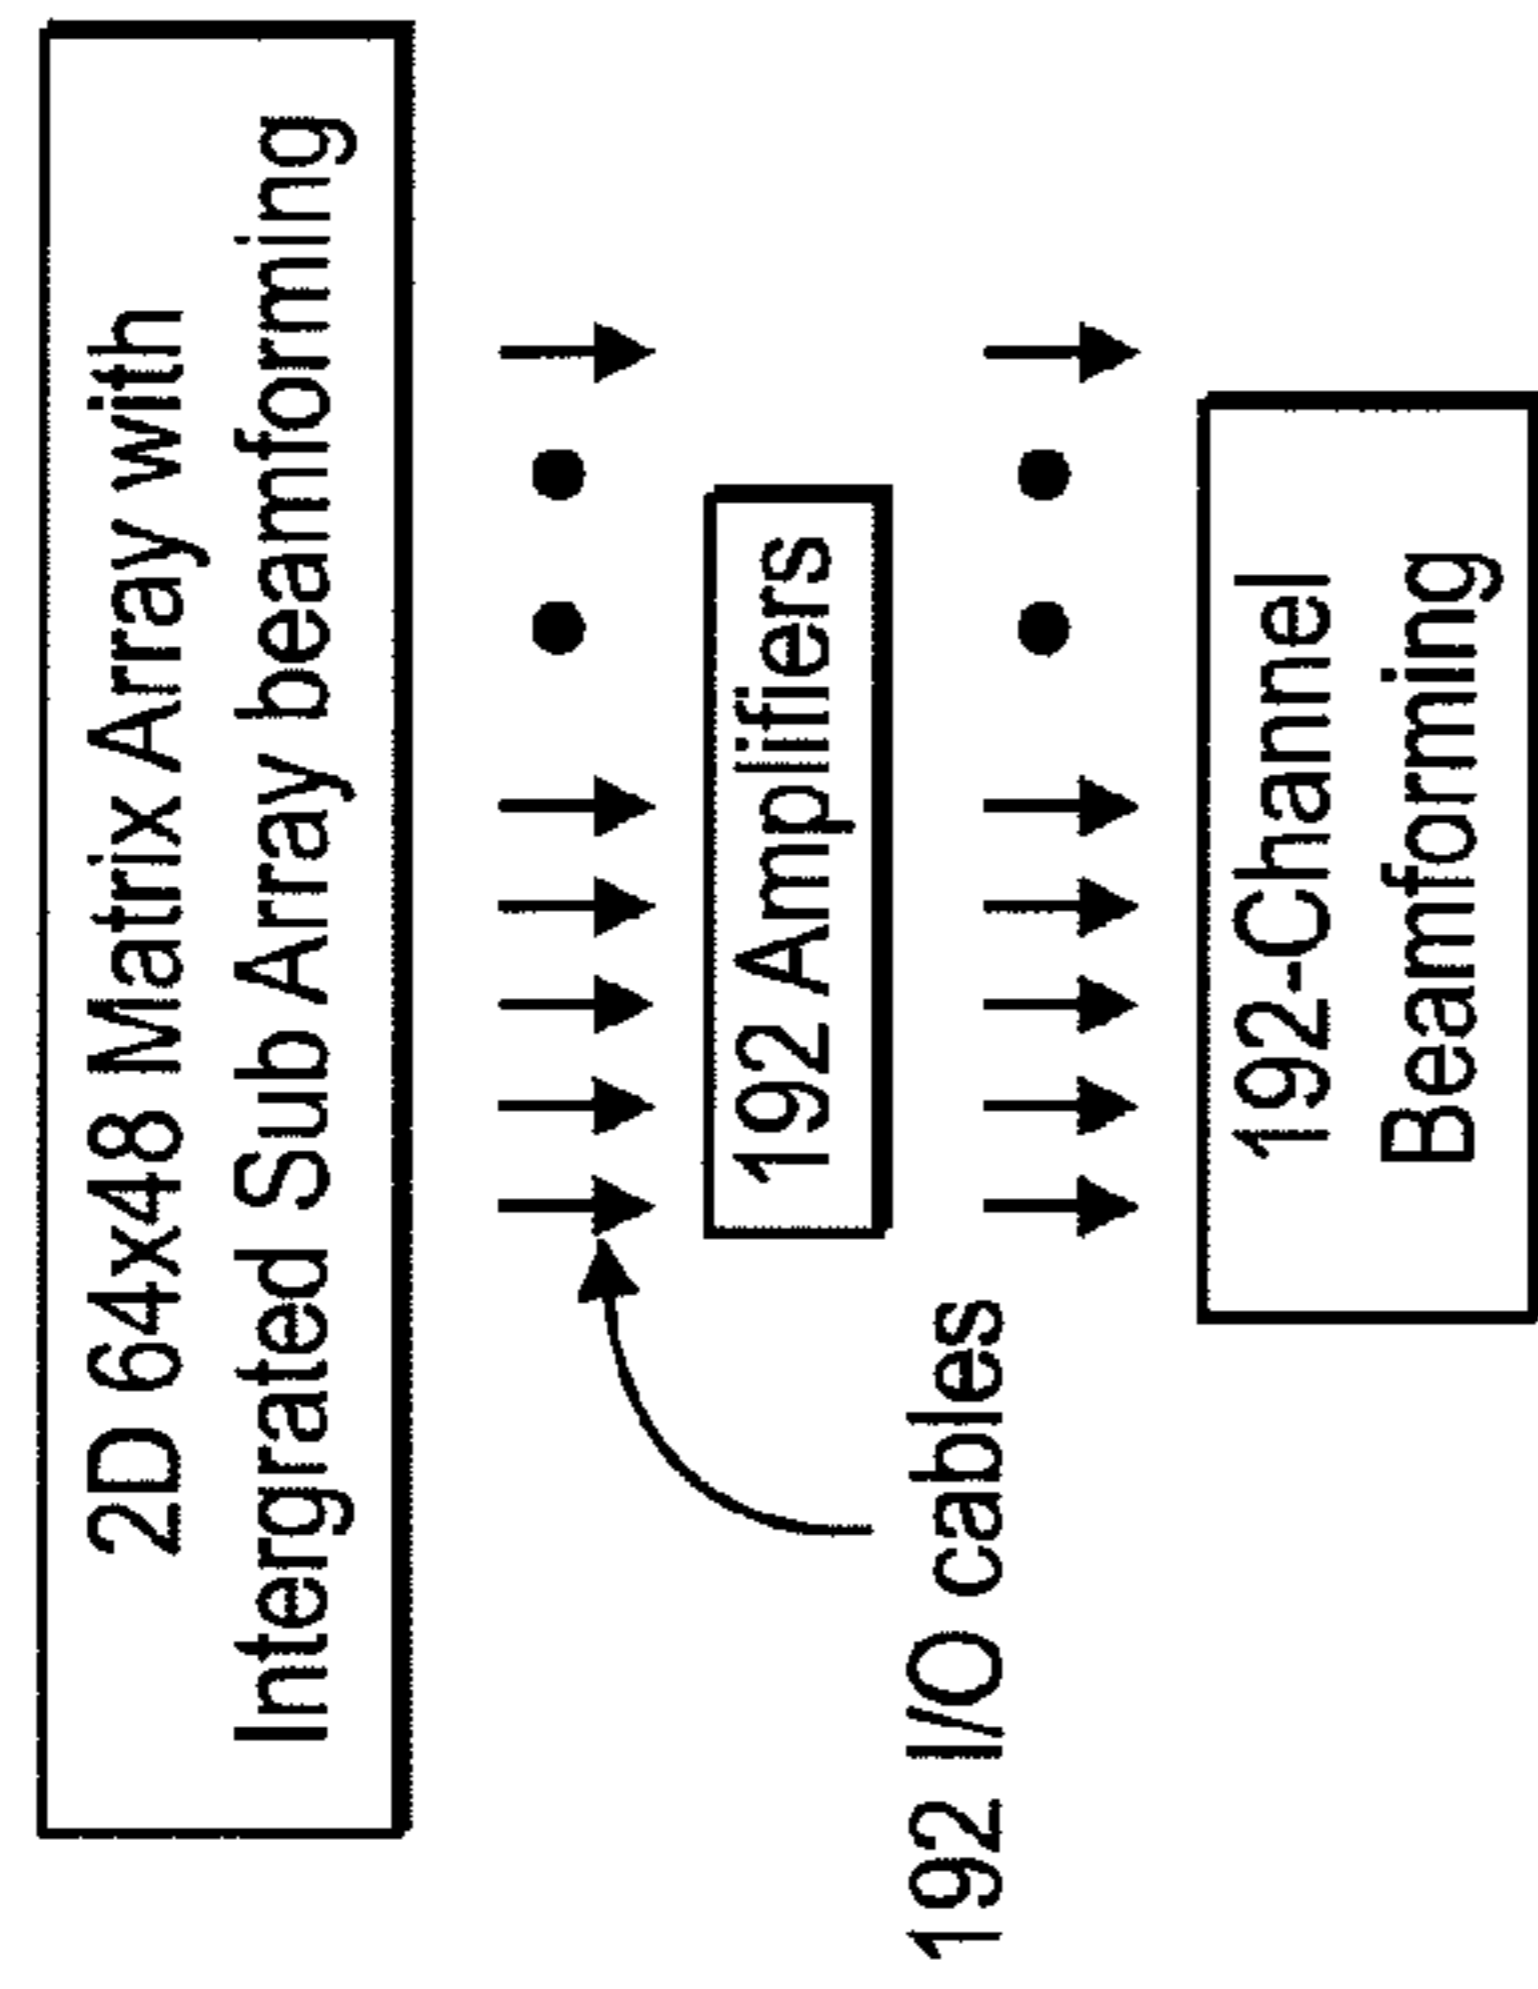 2D 64x48 Matrix Array with
Intergrated Sub Array beamforming
192 Amplifiers
192 I/O cables
192-Channel
Beamforming